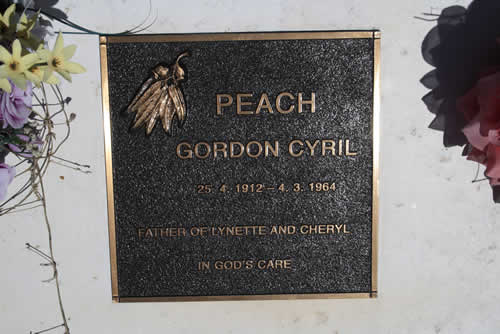 PEACH
GORDON CYRIL
25. 4. 1912 - 4. 3. 1964
FATHER OF LYNETTE AND CHERYL
IN GOD'S CARE